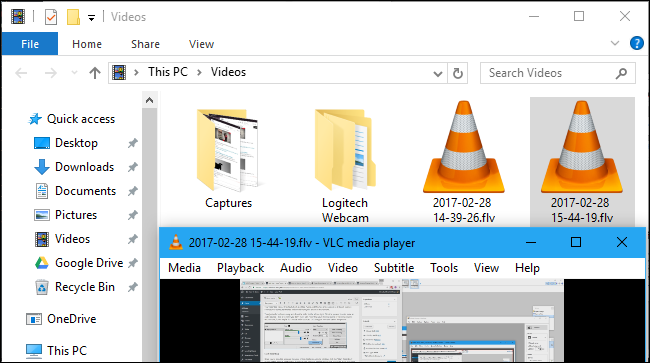 Videos
File Home Share View
This PC > Videos
Search Videos
Quick access
Desktop
Downloads
Documents
Pictures
Videos
Google Drive
Recycle Bin
OneDrive
This PC
Captures
Logitech
Webcam
2017-02-28
14-39-26.flv
2017-02-28
15-44-19.flv
2017-02-28 15-44-19.flv - VLC media player
Media Playback Audio Video Subtitle Tools View Help